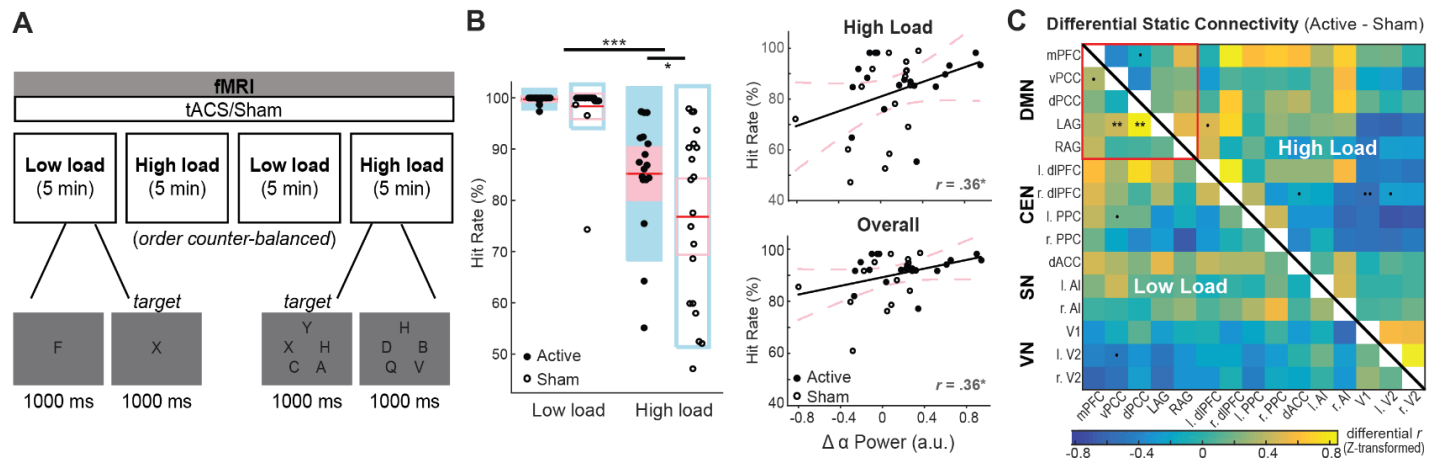 A
fMRI
tACS/Sham
Low load
(5 min)
High load
(5 min)
Low load
(5 min)
High load
(5 min)
(order counter-balanced)
target
target
F
X
Y
X H
C A
H
D B
Q V
1000 ms
1000 ms
1000 ms
1000 ms
B
***
*
Hit Rate (%)
100
90
80
70
60
50
Active
Sham
Low load
High load
High Load
Hit Rate (%)
100
80
60
40
r = .36*
Overall
Hit Rate (%)
100
80
60
40
Active
Sham
r = .36*
-0.8 -0.4 0 0.4 0.8
Δ α Power (a.u.)
C Differential Static Connectivity (Active - Sham)
DMN
CEN
SN
VN
mPFC
vPCC
dPCC
LAG
** **
RAG
l. dlPFC
r. dlPFC
l. PPC
r. PPC
dACC
l. AI
r. AI
V1
l. V2
r. V2
High Load
Low Load
mPFC
vPCC
dPCC
LAG
RAG
l. dlPFC
r. dlPFC
l. PPC
r. PPC
dACC
l. AI
r. AI
V1
l. V2
r. V2
-0.8 -0.4 0 0.4 0.8
differential r
(Z-transformed)